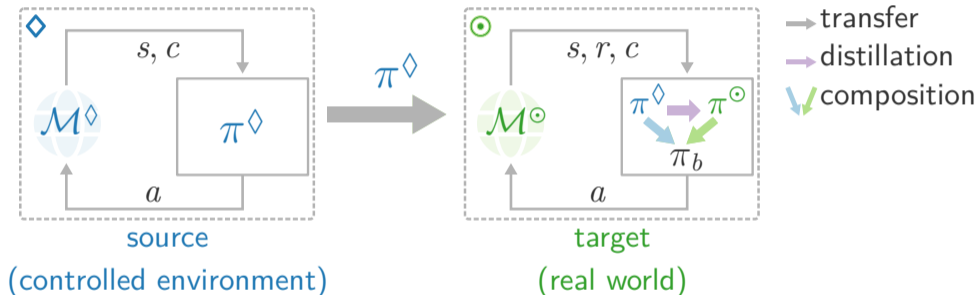 ◇
s, c
𝓜^◇
π^◇
a
source
(controlled environment)
π^◇
⊙
s, r, c
𝓜^⊙
π^◇ π^⊙
π_b
a
target
(real world)
transfer
distillation
composition